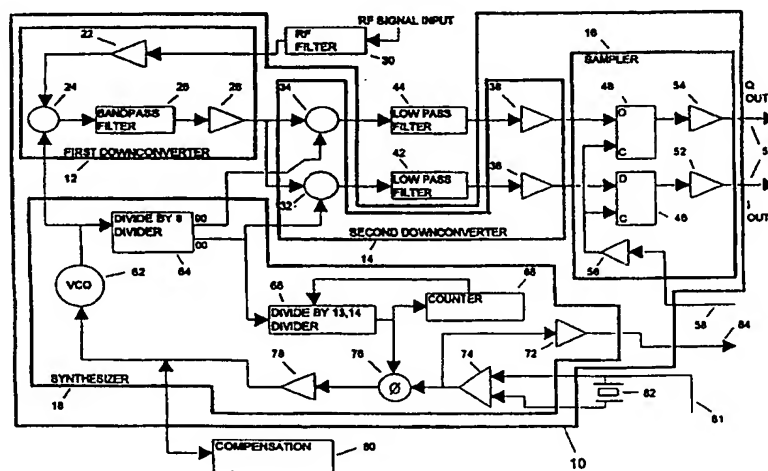 RF SIGNAL INPUT
22
RF
FILTER
30
16
SAMPLER
24
26
28
34
44
38
48
54
Q
OUT
BANDPASS
FILTER
LOW PASS
FILTER
D
C
FIRST DOWNCONVERTER
12
42
36
52
LOW PASS
FILTER
D
C
I
OUT
32
46
DIVIDE BY 8
DIVIDER
90
00
SECOND DOWNCONVERTER
14
56
VCO
62
64
66
68
COUNTER
DIVIDE BY 13,14
DIVIDER
58
84
72
78
76
74
Ø
SYNTHESIZER
18
82
81
COMPENSATION
80
10